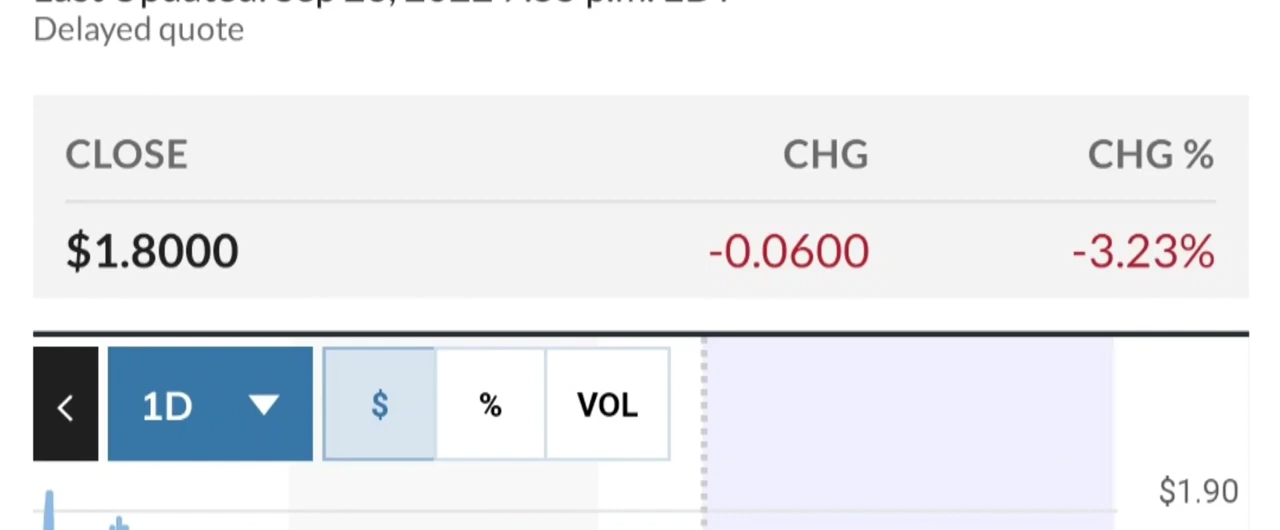 Delayed quote
CLOSE CHG CHG %
$1.8000 -0.0600 -3.23%
1D $ % VOL
$1.90